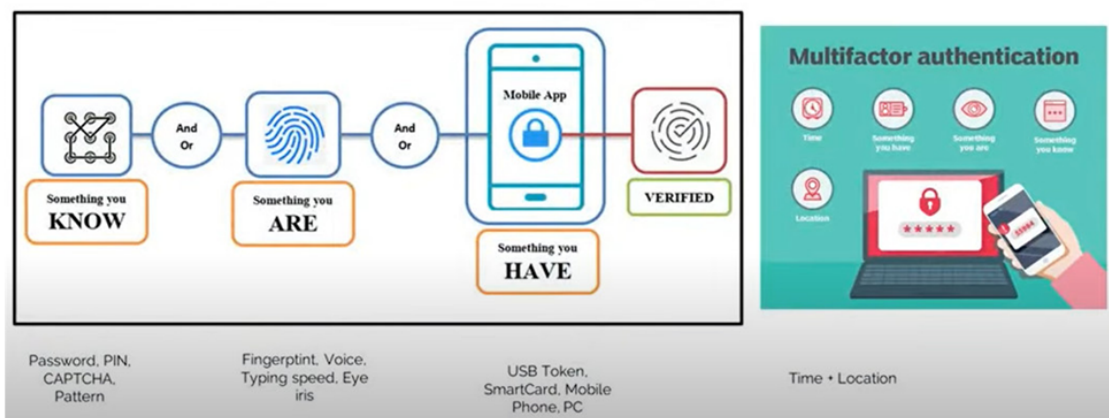 Something you
KNOW
And
Or
Something you
ARE
And
Or
Mobile App
Something you
HAVE
VERIFIED
Password, PIN,
CAPTCHA,
Pattern
Fingerptint, Voice,
Typing speed, Eye
iris
USB Token,
SmartCard, Mobile
Phone, PC
Multifactor authentication
Time
Something
you have
Something
you are
Something
you know
Location
*****
Time + Location